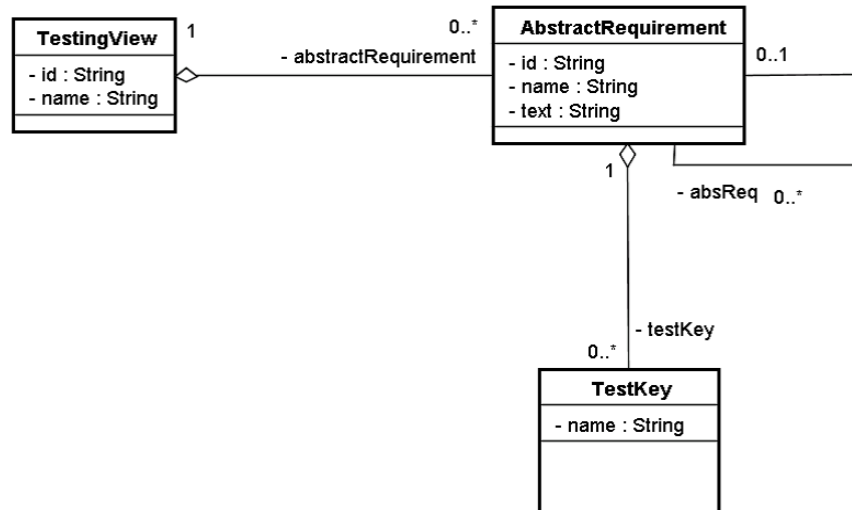 TestingView
- id : String
- name : String
1
0..*
- abstractRequirement
AbstractRequirement
- id : String
- name : String
- text : String
0..1
1
- absReq
0..*
- testKey
0..*
TestKey
- name : String